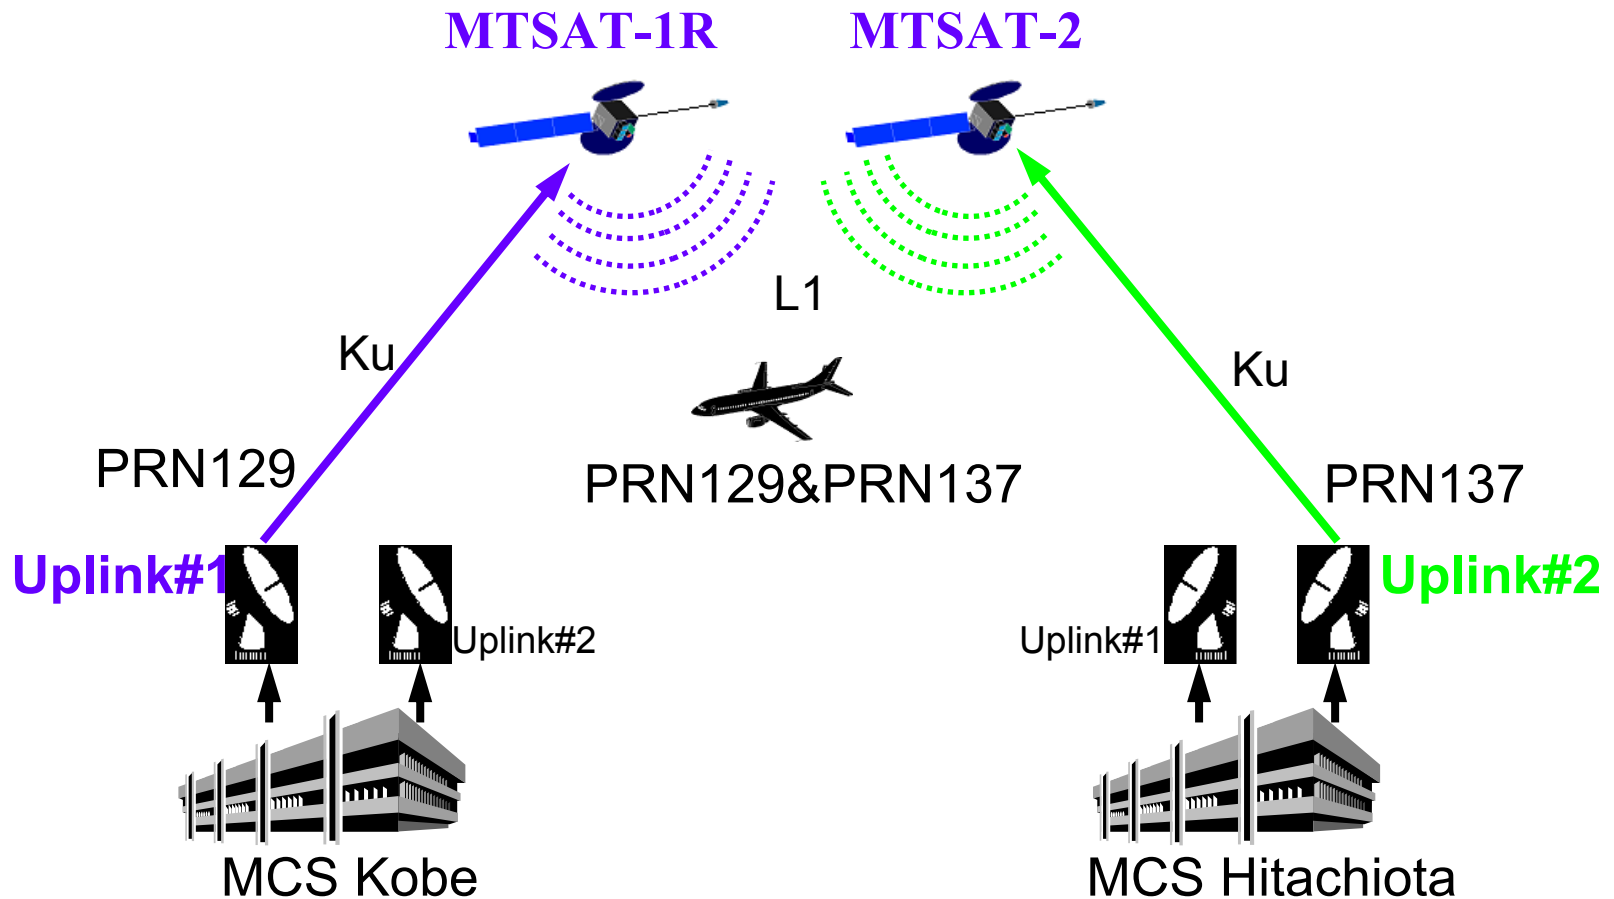 MTSAT-1R
MTSAT-2
L1
Ku
Ku
PRN129
PRN129&PRN137
PRN137
Uplink#1
Uplink#2
Uplink#2
Uplink#1
MCS Kobe
MCS Hitachiota